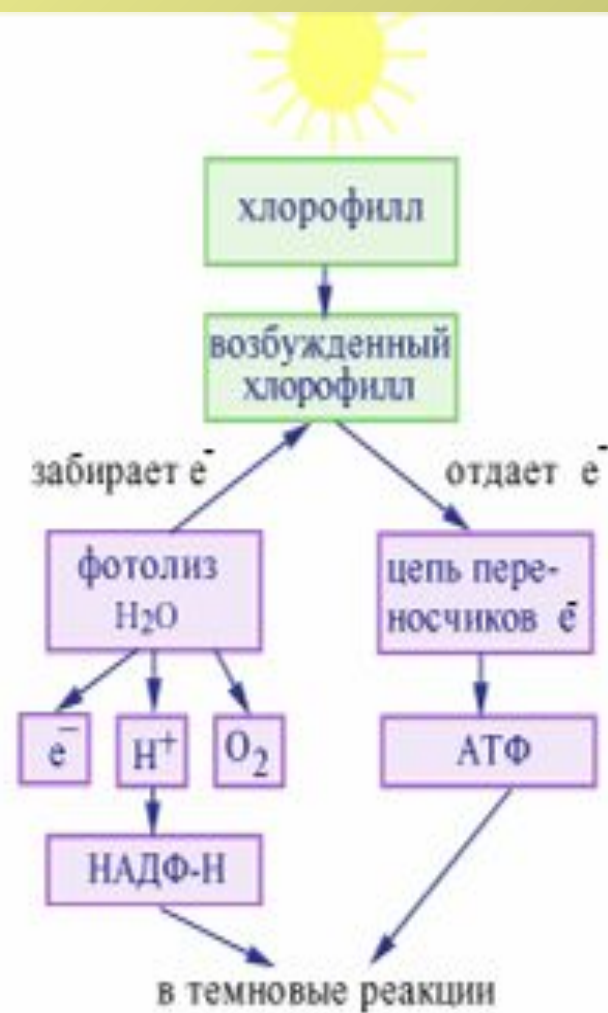 хлорофилл
возбужденный
хлорофилл
забирает e⁻
отдает e⁻
фотолиз
H₂O
цепь пере-
носчиков e⁻
e⁻
H⁺
O₂
АТФ
НАДФ-Н
в темновые реакции